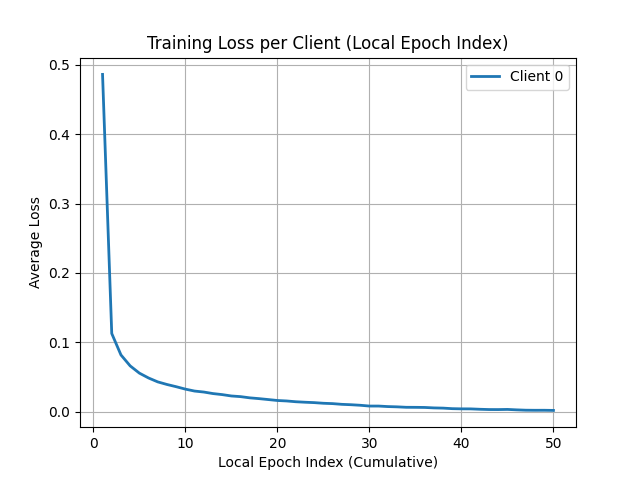 Training Loss per Client (Local Epoch Index)
Client 0
Average Loss
0.5
0.4
0.3
0.2
0.1
0.0
0 10 20 30 40 50
Local Epoch Index (Cumulative)